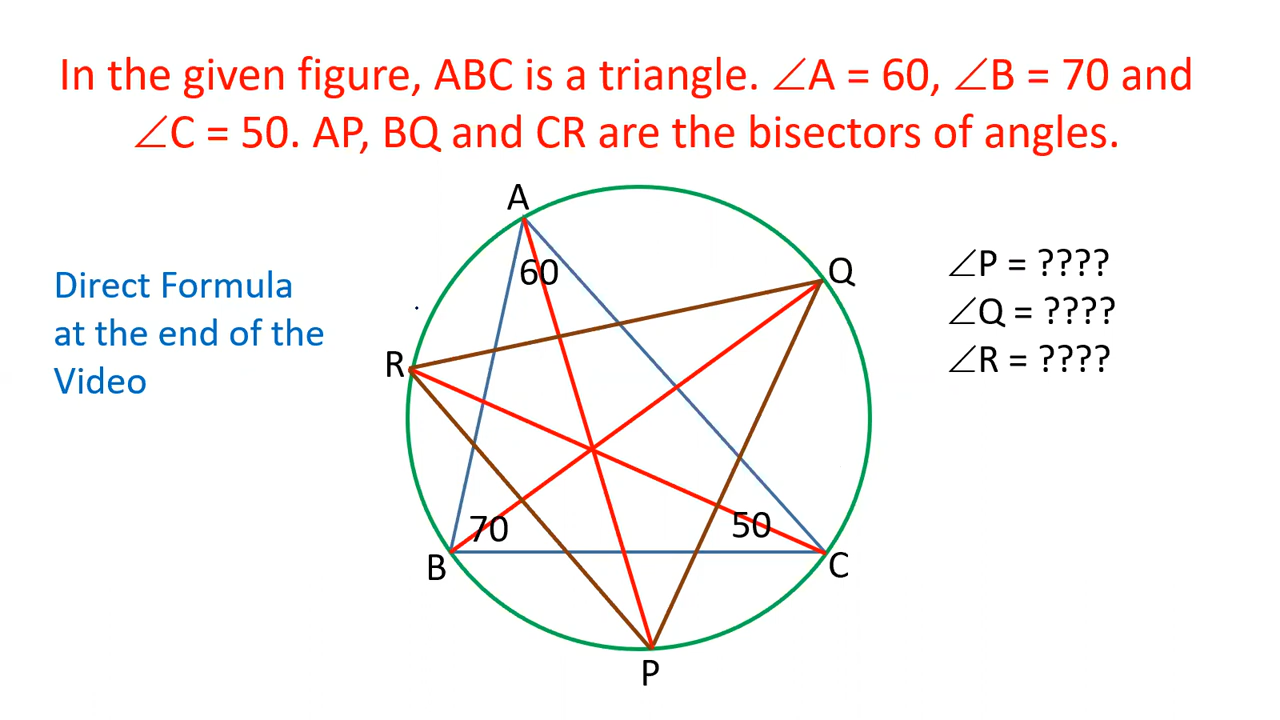 In the given figure, ABC is a triangle. ∠A = 60, ∠B = 70 and
∠C = 50. AP, BQ and CR are the bisectors of angles.
Direct Formula
at the end of the
Video
A
60
Q
R
70
50
B
C
P
∠P = ????
∠Q = ????
∠R = ????